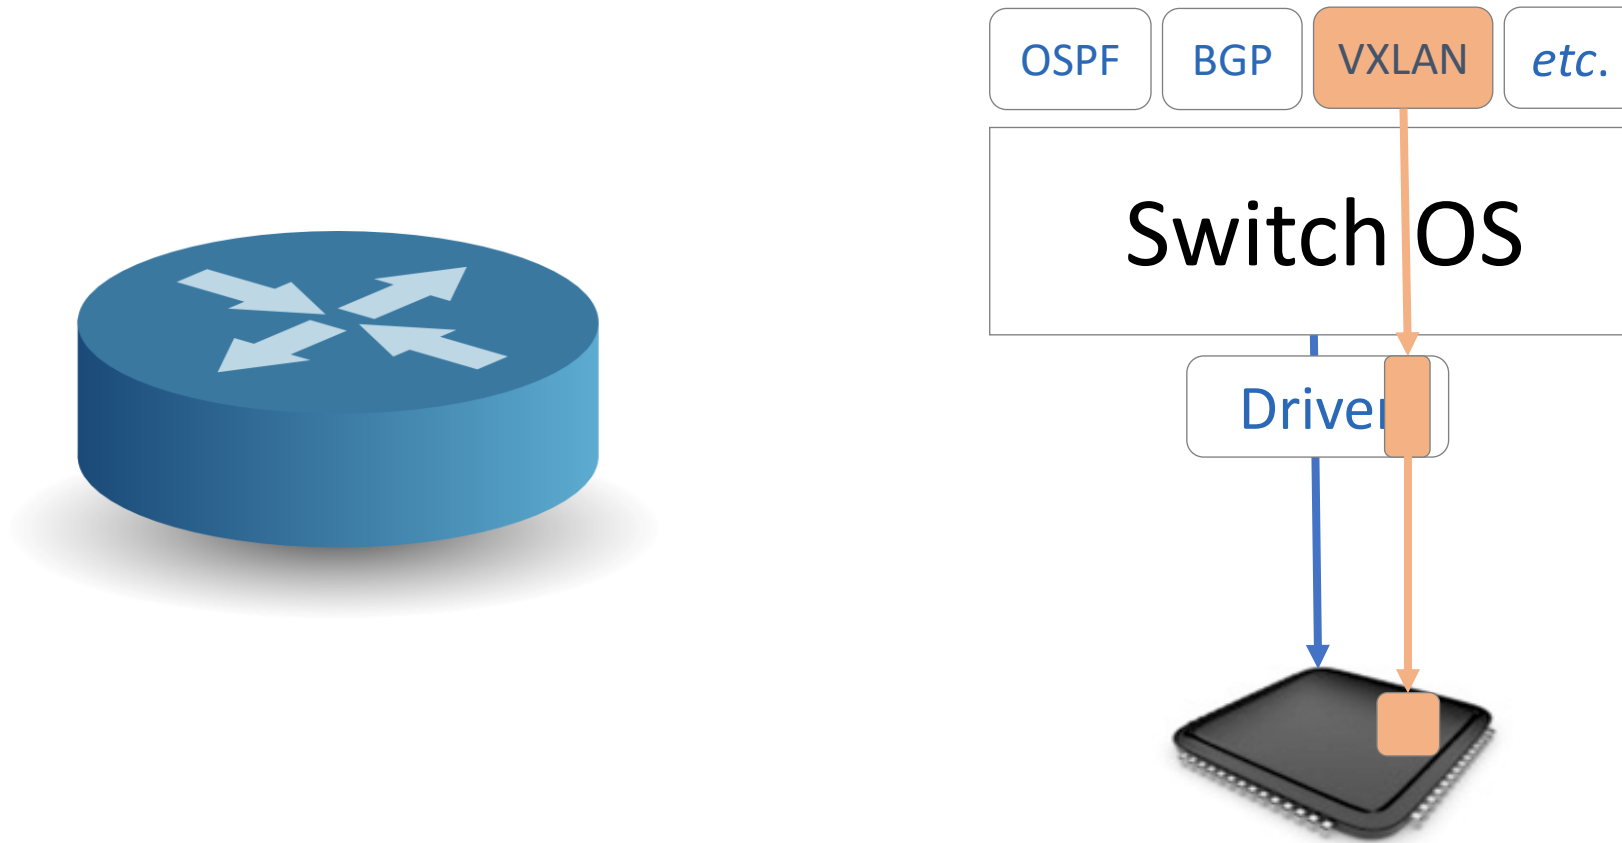 OSPF BGP VXLAN etc.
Switch OS
Driver